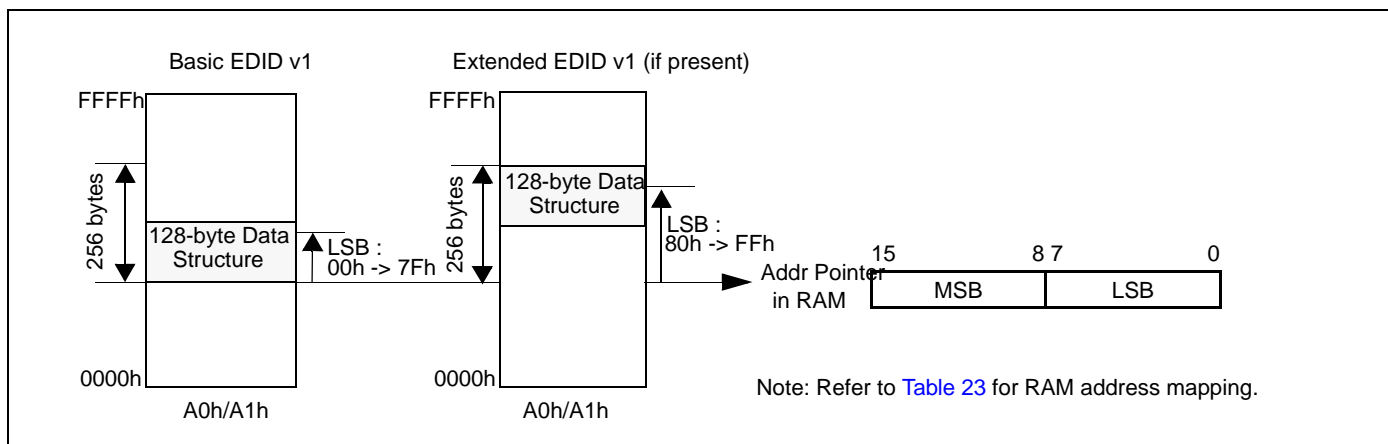 Basic EDID v1
Extended EDID v1 (if present)
FFFFh
FFFFh
256 bytes
128-byte Data
Structure
LSB :
00h -> 7Fh
256 bytes
128-byte Data
Structure
LSB :
80h -> FFh
Addr Pointer
in RAM
15
8 7
0
MSB
LSB
0000h
0000h
A0h/A1h
A0h/A1h
Note: Refer to Table 23 for RAM address mapping.